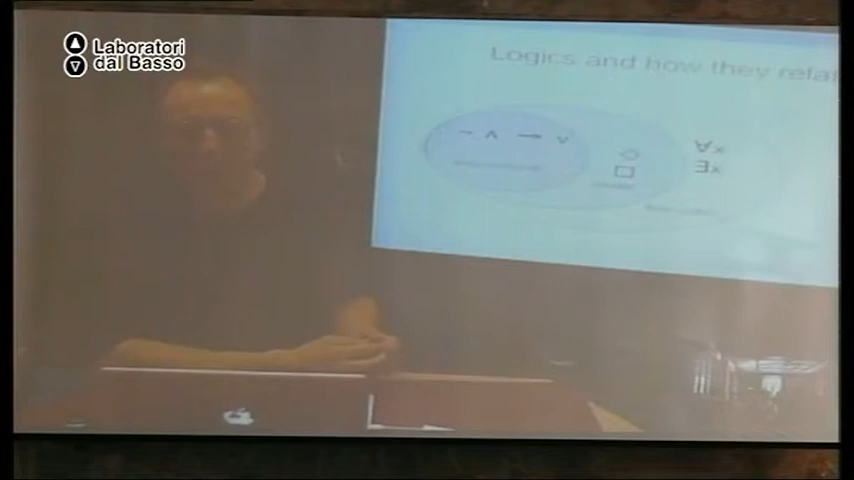 Laboratori
dal Basso
Logics and how they relat
¬ ∧ → ∨
◇
□
∀x
∃x